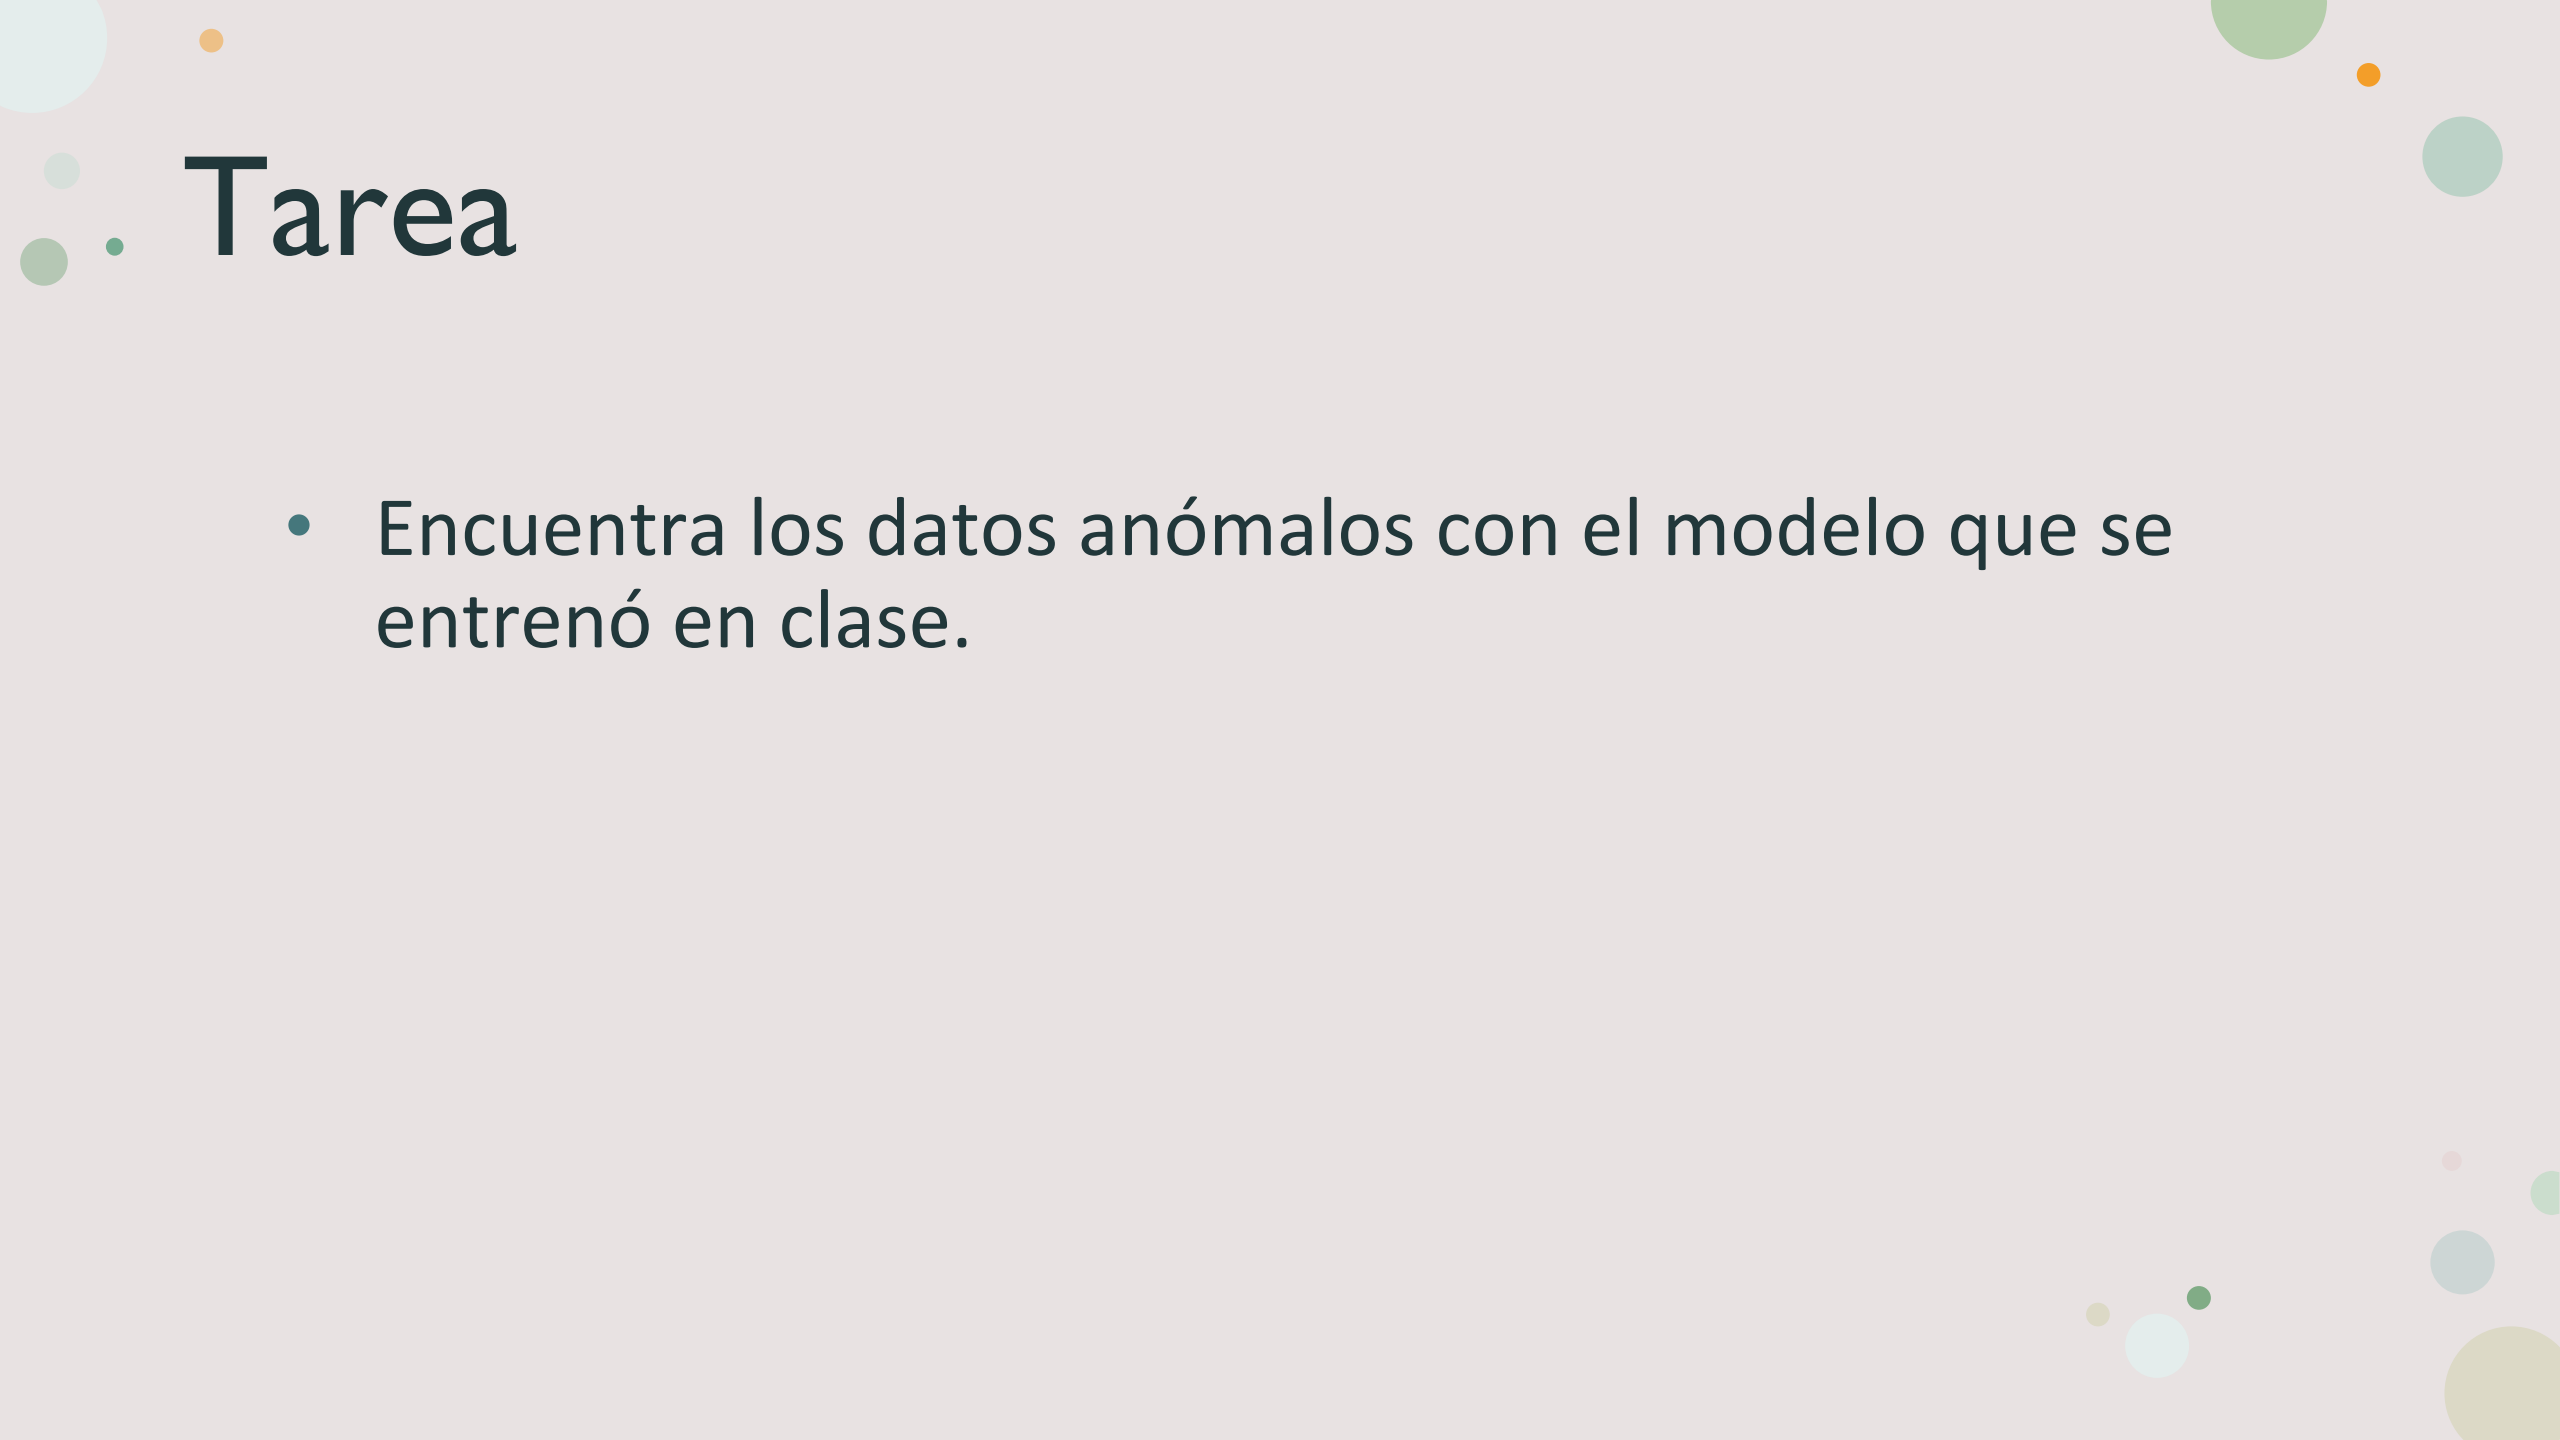 Tarea
• Encuentra los datos anómalos con el modelo que se
entrenó en clase.